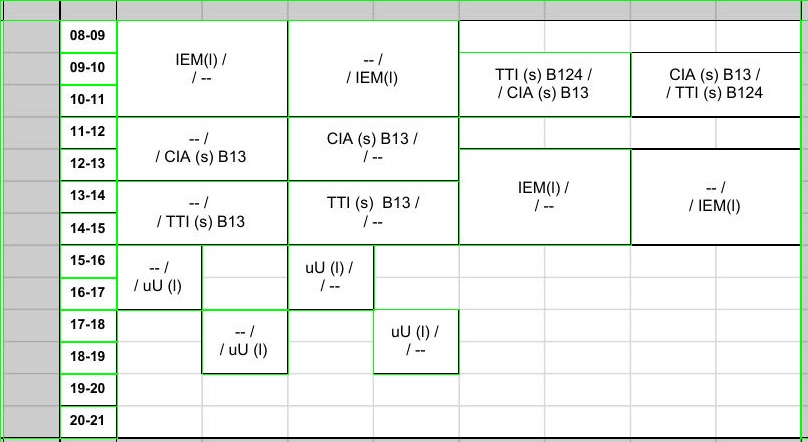 08-09
IEM(l) /
/ --
-- /
/ IEM(l)
09-10
TTI (s) B124 /
/ CIA (s) B13
CIA (s) B13 /
/ TTI (s) B124
10-11
11-12
-- /
/ CIA (s) B13
CIA (s) B13 /
/ --
12-13
13-14
-- /
/ TTI (s) B13
TTI (s) B13 /
/ --
IEM(l) /
/ --
-- /
/ IEM(l)
14-15
15-16
-- /
/ uU (l)
uU (l) /
/ --
16-17
17-18
-- /
/ uU (l)
uU (l) /
/ --
18-19
19-20
20-21